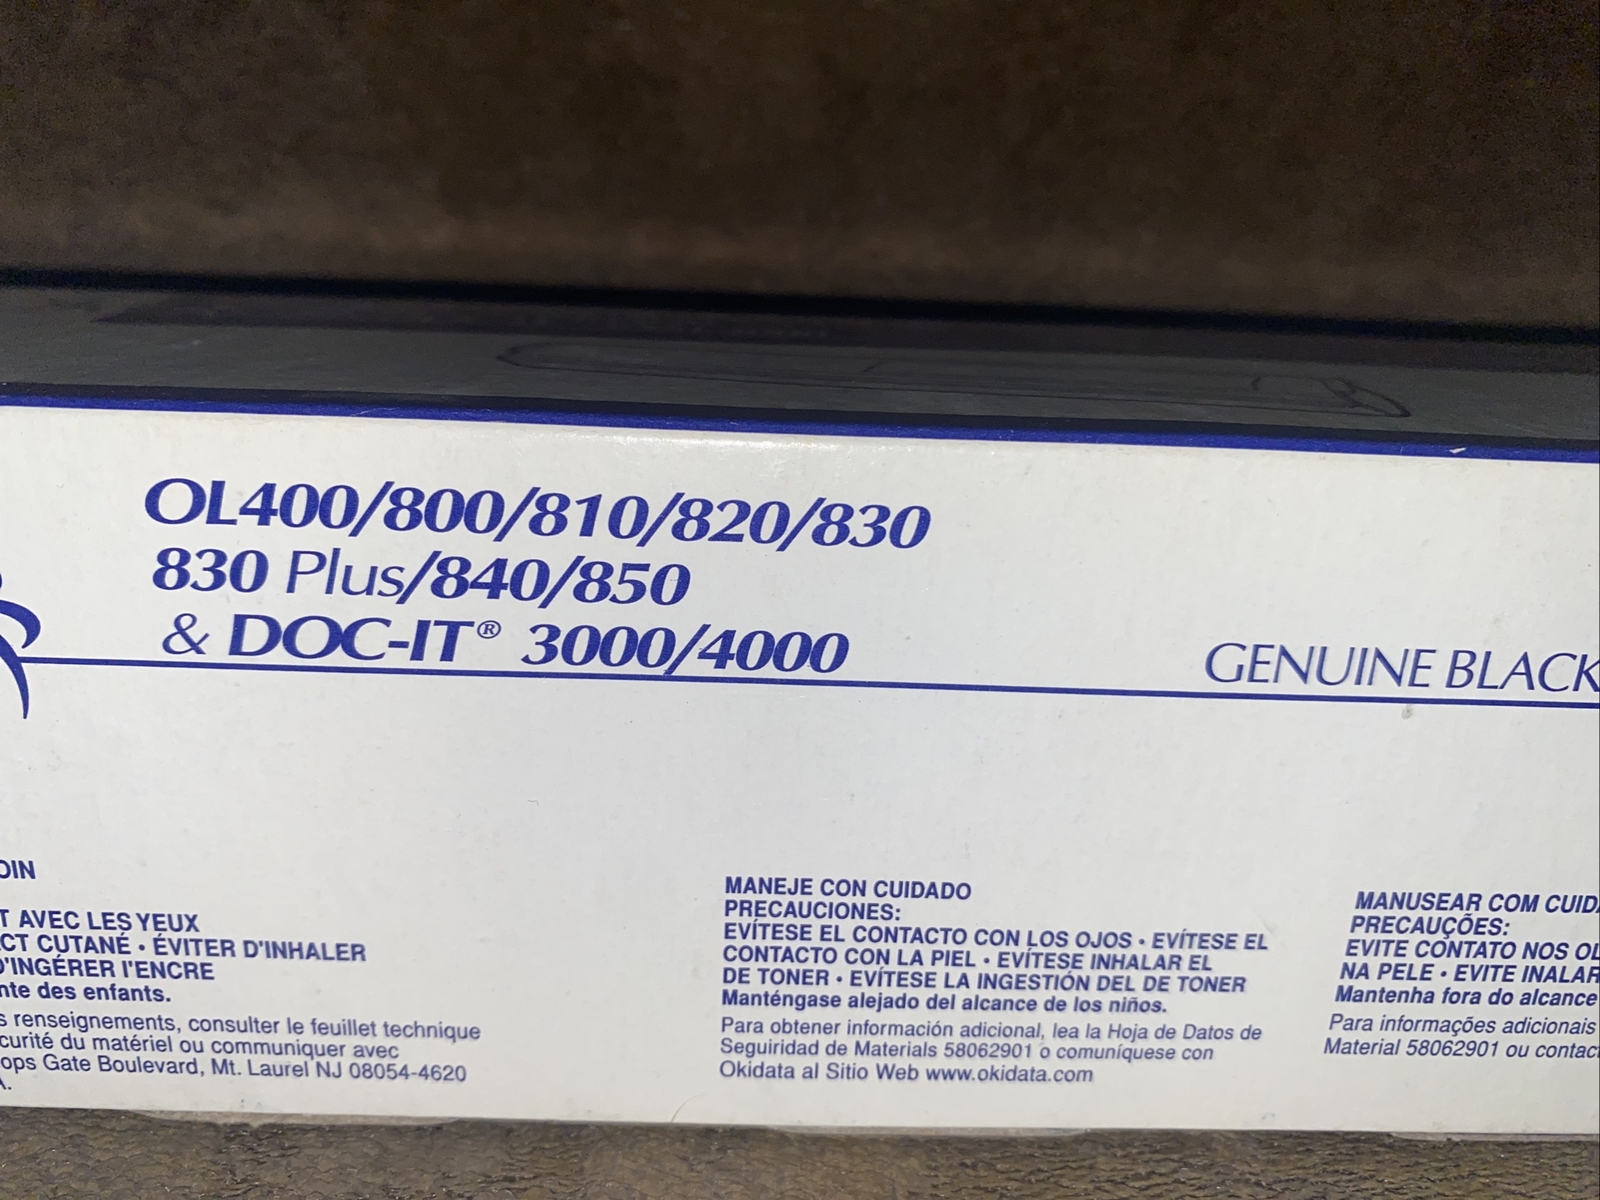 OL400/800/810/820/830
830 Plus/840/850
& DOC-IT® 3000/4000
GENUINE BLACK
OIN
AVEC LES YEUX
CUTANÉ • ÉVITER D'INHALER
D'INGÉRER l'ENCRE
des enfants.
renseignements, consulter le feuillet technique
du matériel ou communiquer avec
Gate Boulevard, Mt. Laurel NJ 08054-4620
MANEJE CON CUIDADO
PRECAUCIONES:
EVÍTESE EL CONTACTO CON LOS OJOS • EVÍTESE EL
CONTACTO CON LA PIEL • EVÍTESE INHALAR EL
DE TONER • EVÍTESE LA INGESTIÓN DEL DE TONER
Manténgase alejado del alcance de los niños.
Para obtener información adicional, lea la Hoja de Datos de
Seguiridad de Materials 58062901 o comuníquese con
Okidata al Sitio Web www.okidata.com
MANUSEAR COM
PRECAUÇÕES:
EVITE CONTATO NOS
NA PELE • EVITE INALAR
Mantenha fora do alcance
Para informações adicionais
Material 58062901 ou